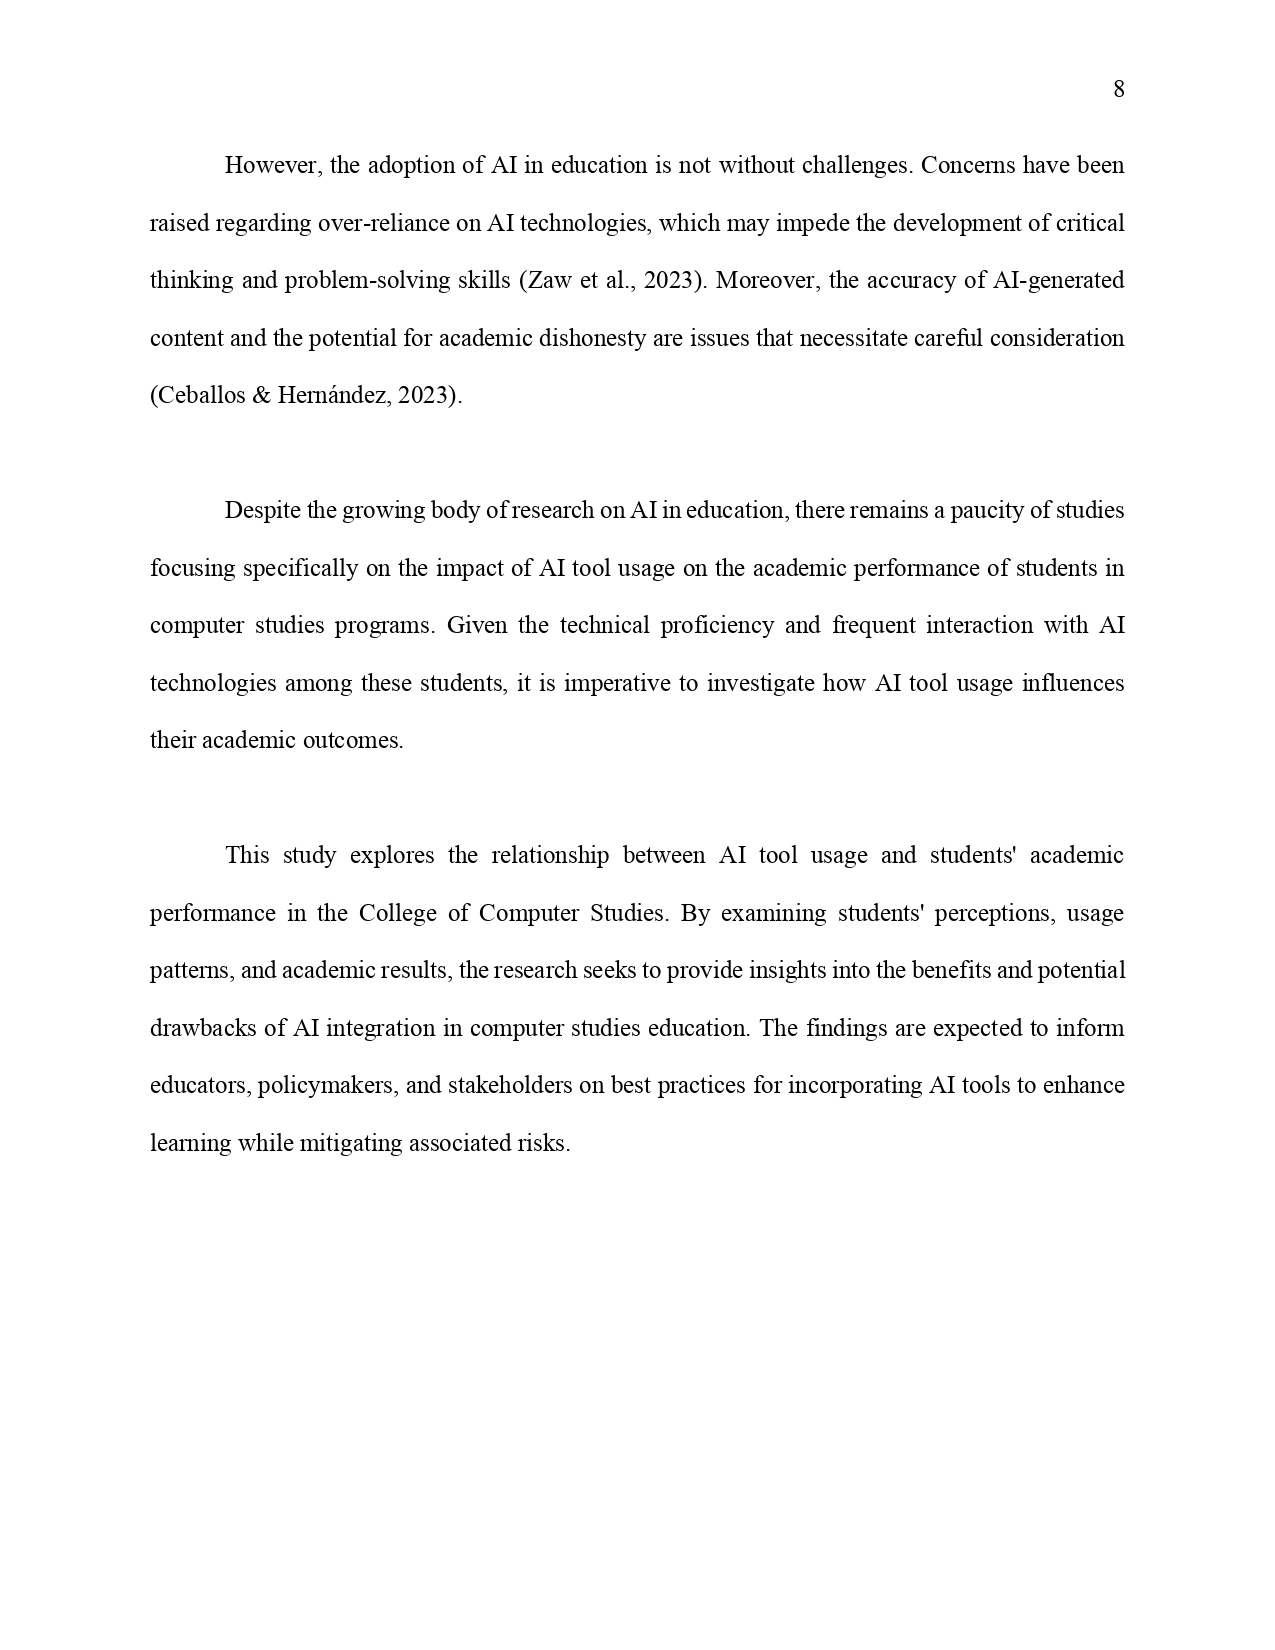 8
However, the adoption of AI in education is not without challenges. Concerns have been
raised regarding over-reliance on AI technologies, which may impede the development of critical
thinking and problem-solving skills (Zaw et al., 2023). Moreover, the accuracy of AI-generated
content and the potential for academic dishonesty are issues that necessitate careful consideration
(Ceballos & Hernández, 2023).
Despite the growing body of research on AI in education, there remains a paucity of studies
focusing specifically on the impact of AI tool usage on the academic performance of students in
computer studies programs. Given the technical proficiency and frequent interaction with AI
technologies among these students, it is imperative to investigate how AI tool usage influences
their academic outcomes.
This study explores the relationship between AI tool usage and students' academic
performance in the College of Computer Studies. By examining students' perceptions, usage
patterns, and academic results, the research seeks to provide insights into the benefits and potential
drawbacks of AI integration in computer studies education. The findings are expected to inform
educators, policymakers, and stakeholders on best practices for incorporating AI tools to enhance
learning while mitigating associated risks.